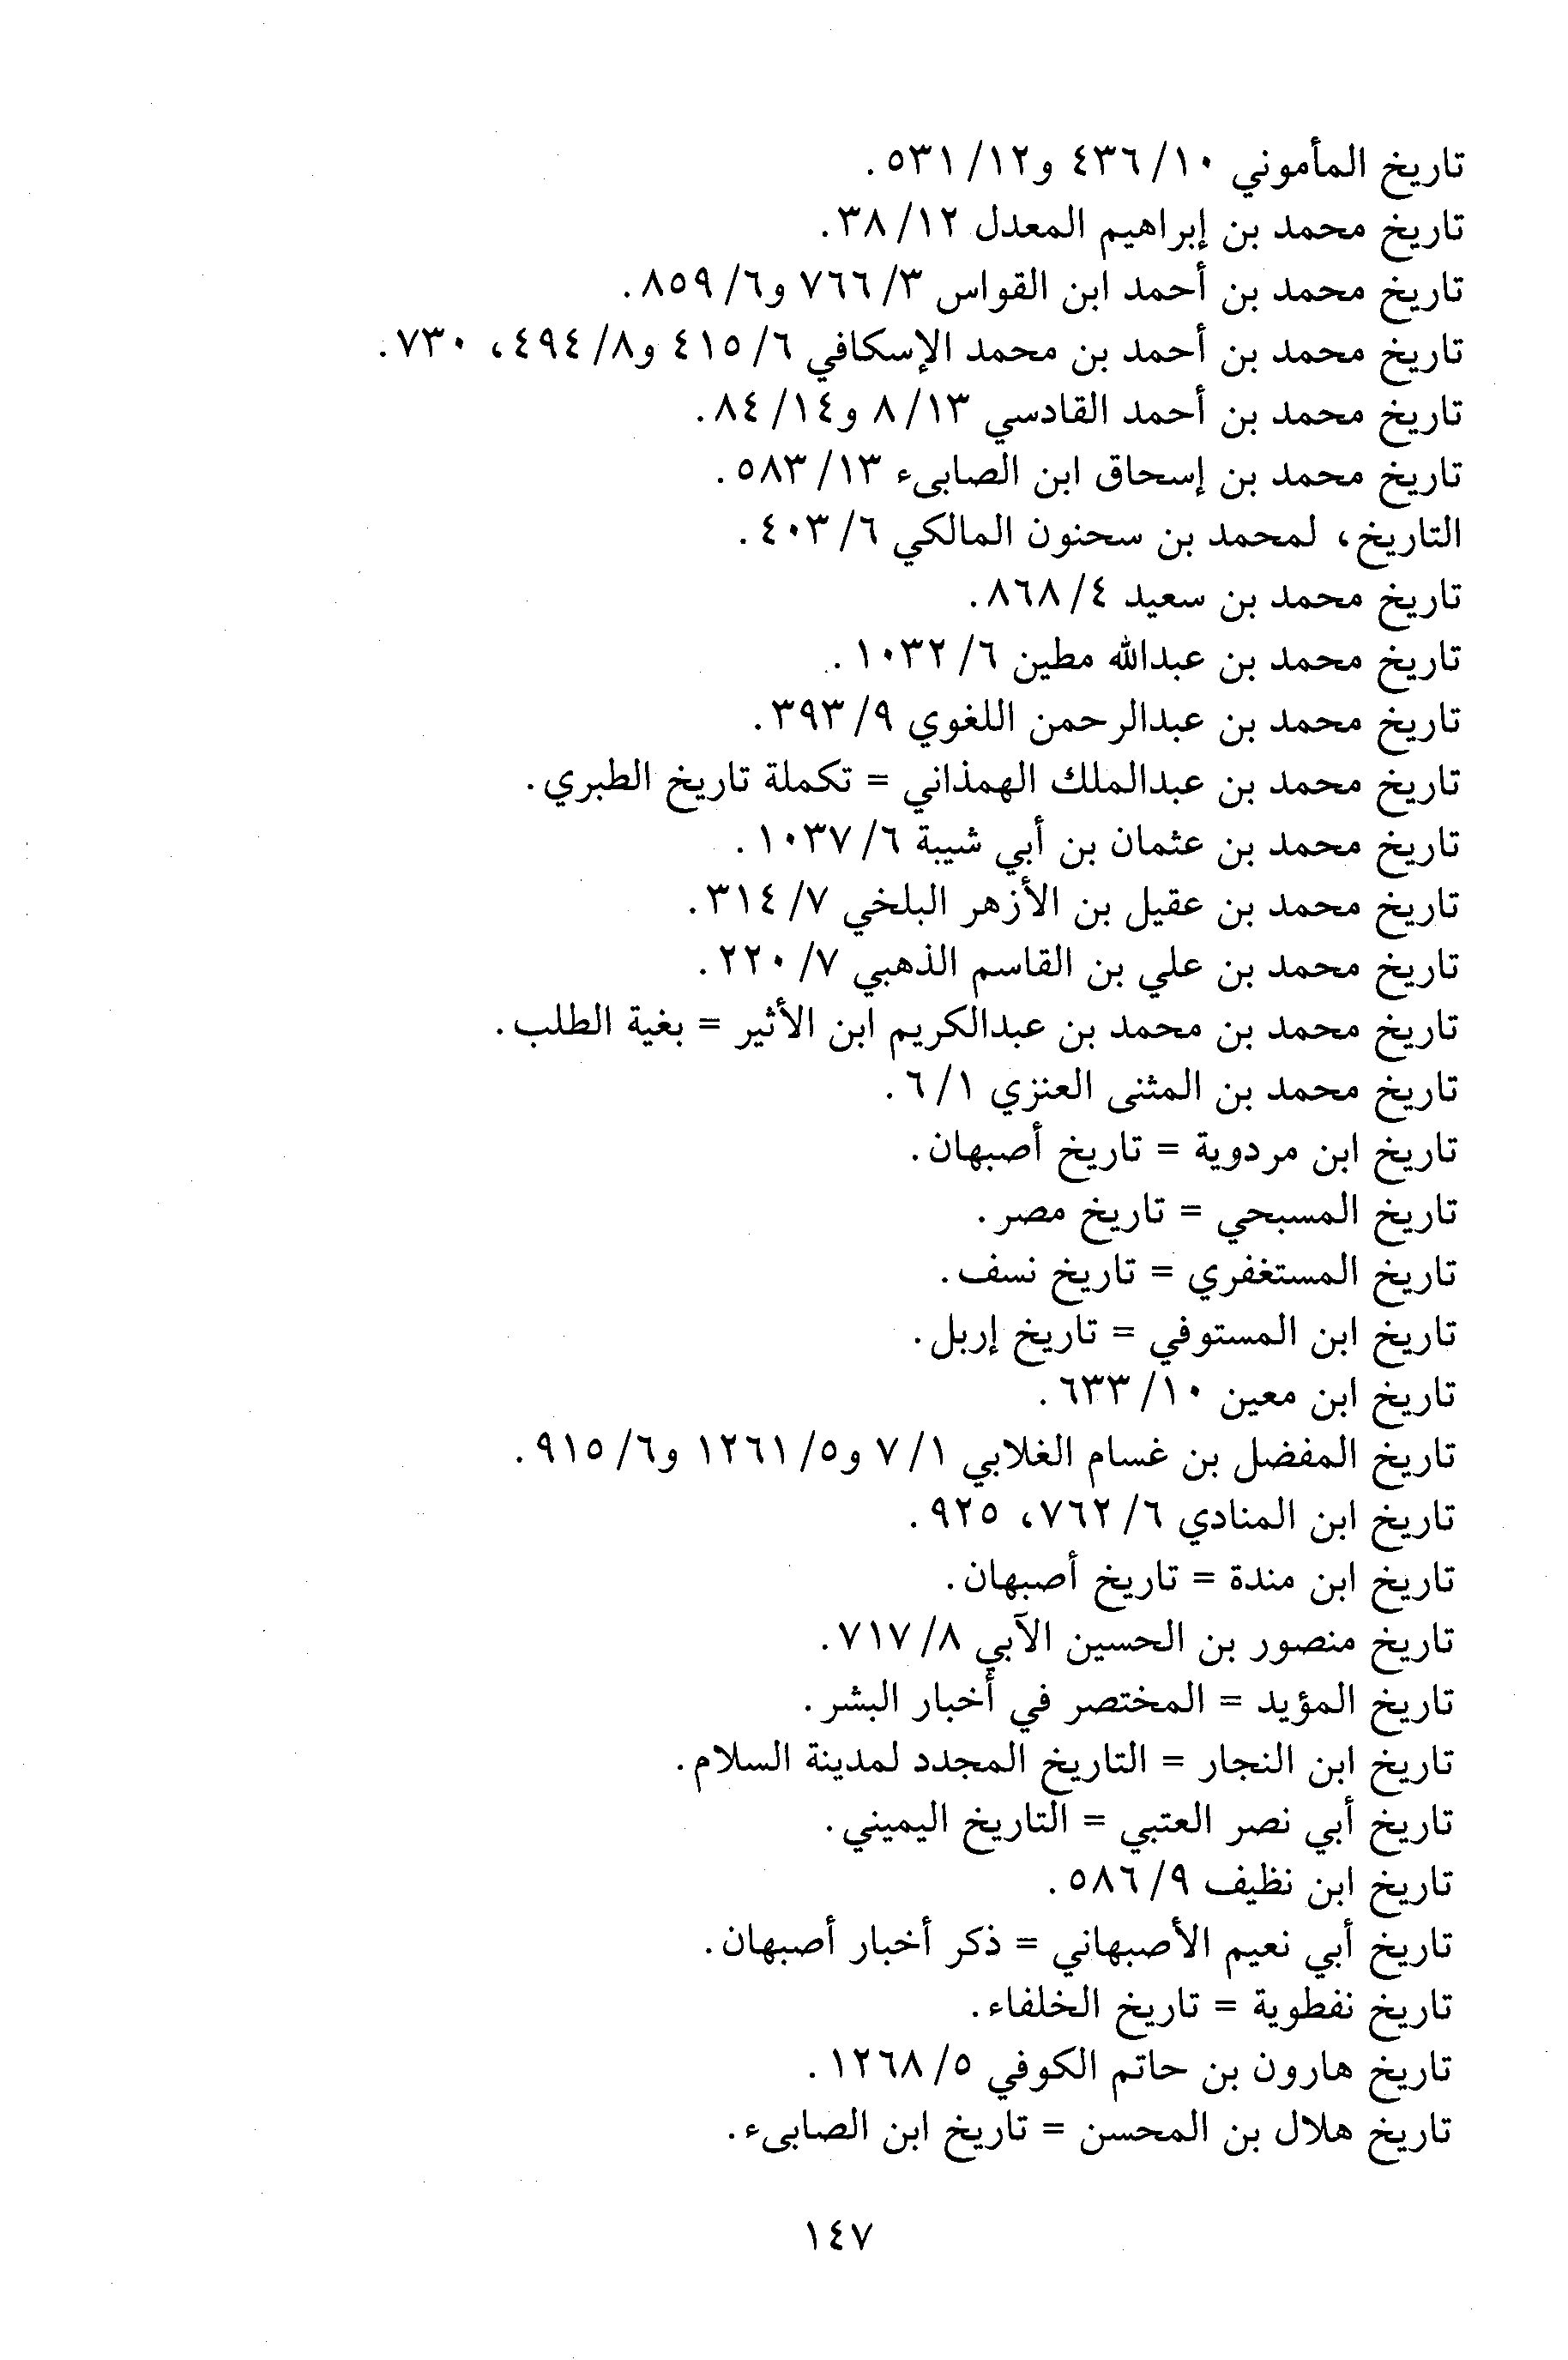 تاريخ المأموني ١٠/ ٤٣٦ و١٢/ ٥٣١.
تاريخ محمد بن إبراهيم المعدل ١٢/ ٣٨.
تاريخ محمد بن أحمد ابن القواس ٣/ ٧٦٦ و٦/ ٨٥٩.
تاريخ محمد بن أحمد بن محمد الإسكافي ٦/ ٤١٥ و٨/ ٤٩٤، ٧٣٠.
تاريخ محمد بن أحمد القادسي ١٣/ ٨ و١٤/ ٨٤.
تاريخ محمد بن إسحاق ابن الصابىء ١٣/ ٥٨٣.
التاريخ، لمحمد بن سحنون المالكي ٦/ ٤٠٣.
تاريخ محمد بن سعيد ٤/ ٨٦٨.
تاريخ محمد بن عبدالله مطين ٦/ ١٠٣٢.
تاريخ محمد بن عبدالرحمن اللغوي ٩/ ٣٩٣.
تاريخ محمد بن عبدالملك الهمذاني = تكملة تاريخ الطبري.
تاريخ محمد بن عثمان بن أبي شيبة ٦/ ١٠٣٧.
تاريخ محمد بن عقيل بن الأزهر البلخي ٧/ ٣١٤.
تاريخ محمد بن علي بن القاسم الذهبي ٧/ ٢٢٠.
تاريخ محمد بن محمد بن عبدالكريم ابن الأثير = بغية الطلب.
تاريخ محمد بن المثنى العنزي ١/ ٦.
تاريخ ابن مردوية = تاريخ أصبهان.
تاريخ المسبحي = تاريخ مصر.
تاريخ المستغفري = تاريخ نسف.
تاريخ ابن المستوفي = تاريخ إربل.
تاريخ ابن معين ١٠/ ٦٣٣.
تاريخ المفضل بن غسام الغلابي ١/ ٧ و٥/ ١٢٦١ و٦/ ٩١٥.
تاريخ ابن المنادي ٦/ ٧٦٢، ٩٢٥.
تاريخ ابن مندة = تاريخ أصبهان.
تاريخ منصور بن الحسين الآبي ٨/ ٧١٧.
تاريخ المؤيد = المختصر في أخبار البشر.
تاريخ ابن النجار = التاريخ المجدد لمدينة السلام.
تاريخ أبي نصر العتبي = التاريخ اليميني.
تاريخ ابن نظيف ٩/ ٥٨٦.
تاريخ أبي نعيم الأصبهاني = ذكر أخبار أصبهان.
تاريخ نفطوية = تاريخ الخلفاء.
تاريخ هارون بن حاتم الكوفي ٥/ ١٢٦٨.
تاريخ هلال بن المحسن = تاريخ ابن الصابىء.
١٤٧